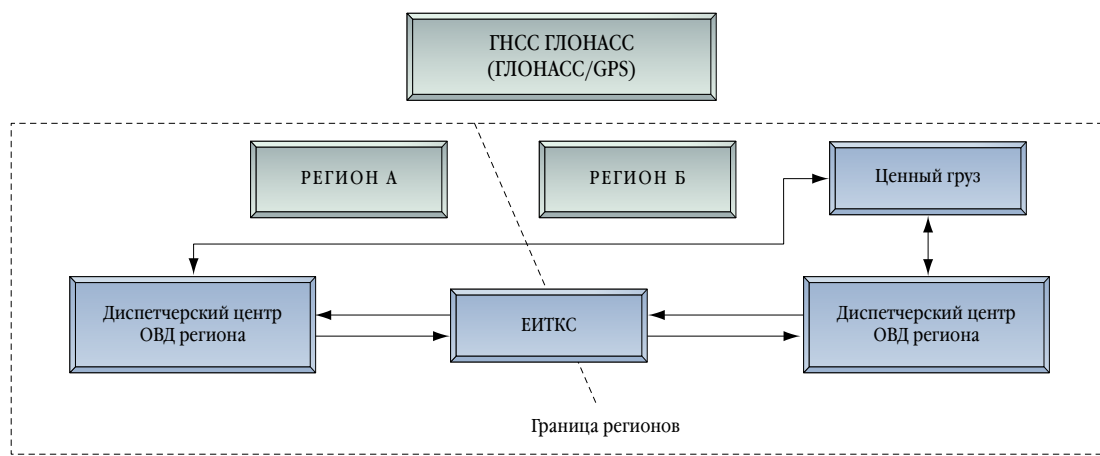 ГНСС ГЛОНАСС
(ГЛОНАСС/GPS)
РЕГИОН А
РЕГИОН Б
Ценный груз
Диспетчерский центр
ОВД региона
ЕИТКС
Диспетчерский центр
ОВД региона
Граница регионов